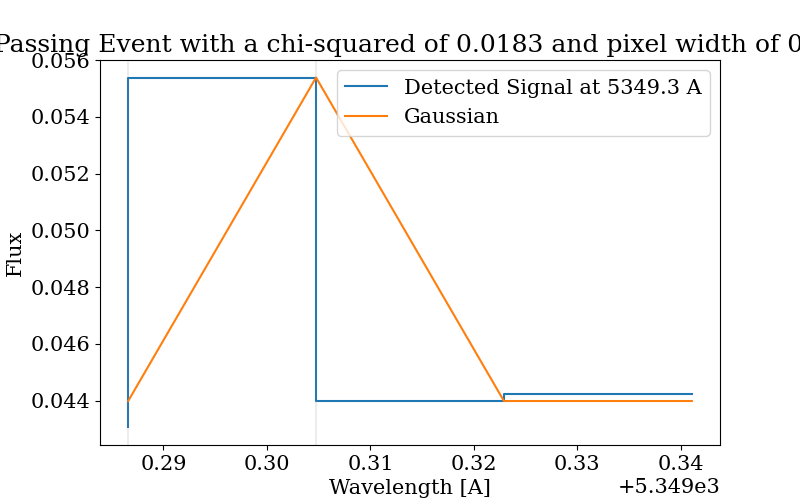 Passing Event with a chi-squared of 0.0183 and pixel width of 0
Detected Signal at 5349.3 A
Gaussian
Flux
0.056
0.054
0.052
0.050
0.048
0.046
0.044
0.29 0.30 0.31 0.32 0.33 0.34
Wavelength [A]
+5.349e3